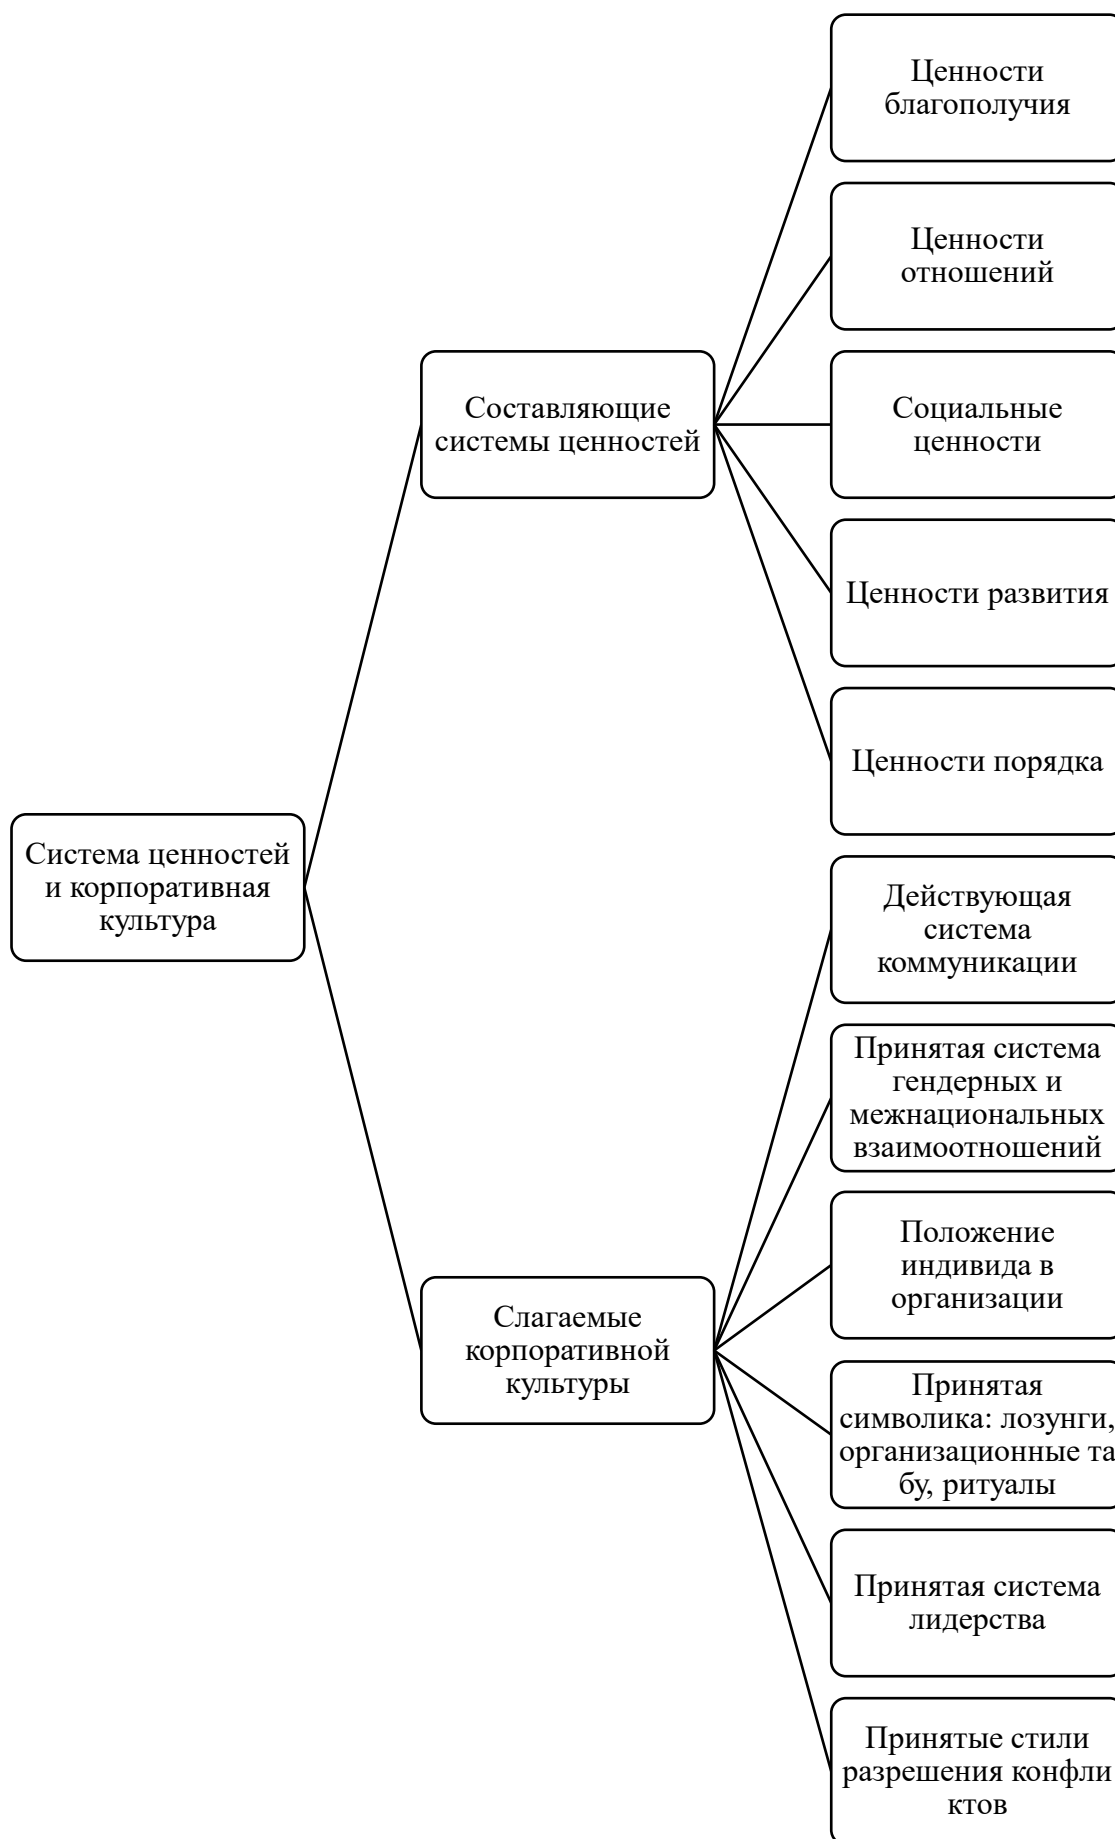 Ценности
благополучия
Ценности
отношений
Составляющие
системы ценностей
Социальные
ценности
Ценности развития
Ценности порядка
Система ценностей
и корпоративная
культура
Действующая
система
коммуникации
Принятая система
гендерных и
межнациональных
взаимоотношений
Положение
индивида в
организации
Слагаемые
корпоративной
культуры
Принятая
символика: лозунги,
организационные та
бу, ритуалы
Принятая система
лидерства
Принятые стили
разрешения конфли
ктов